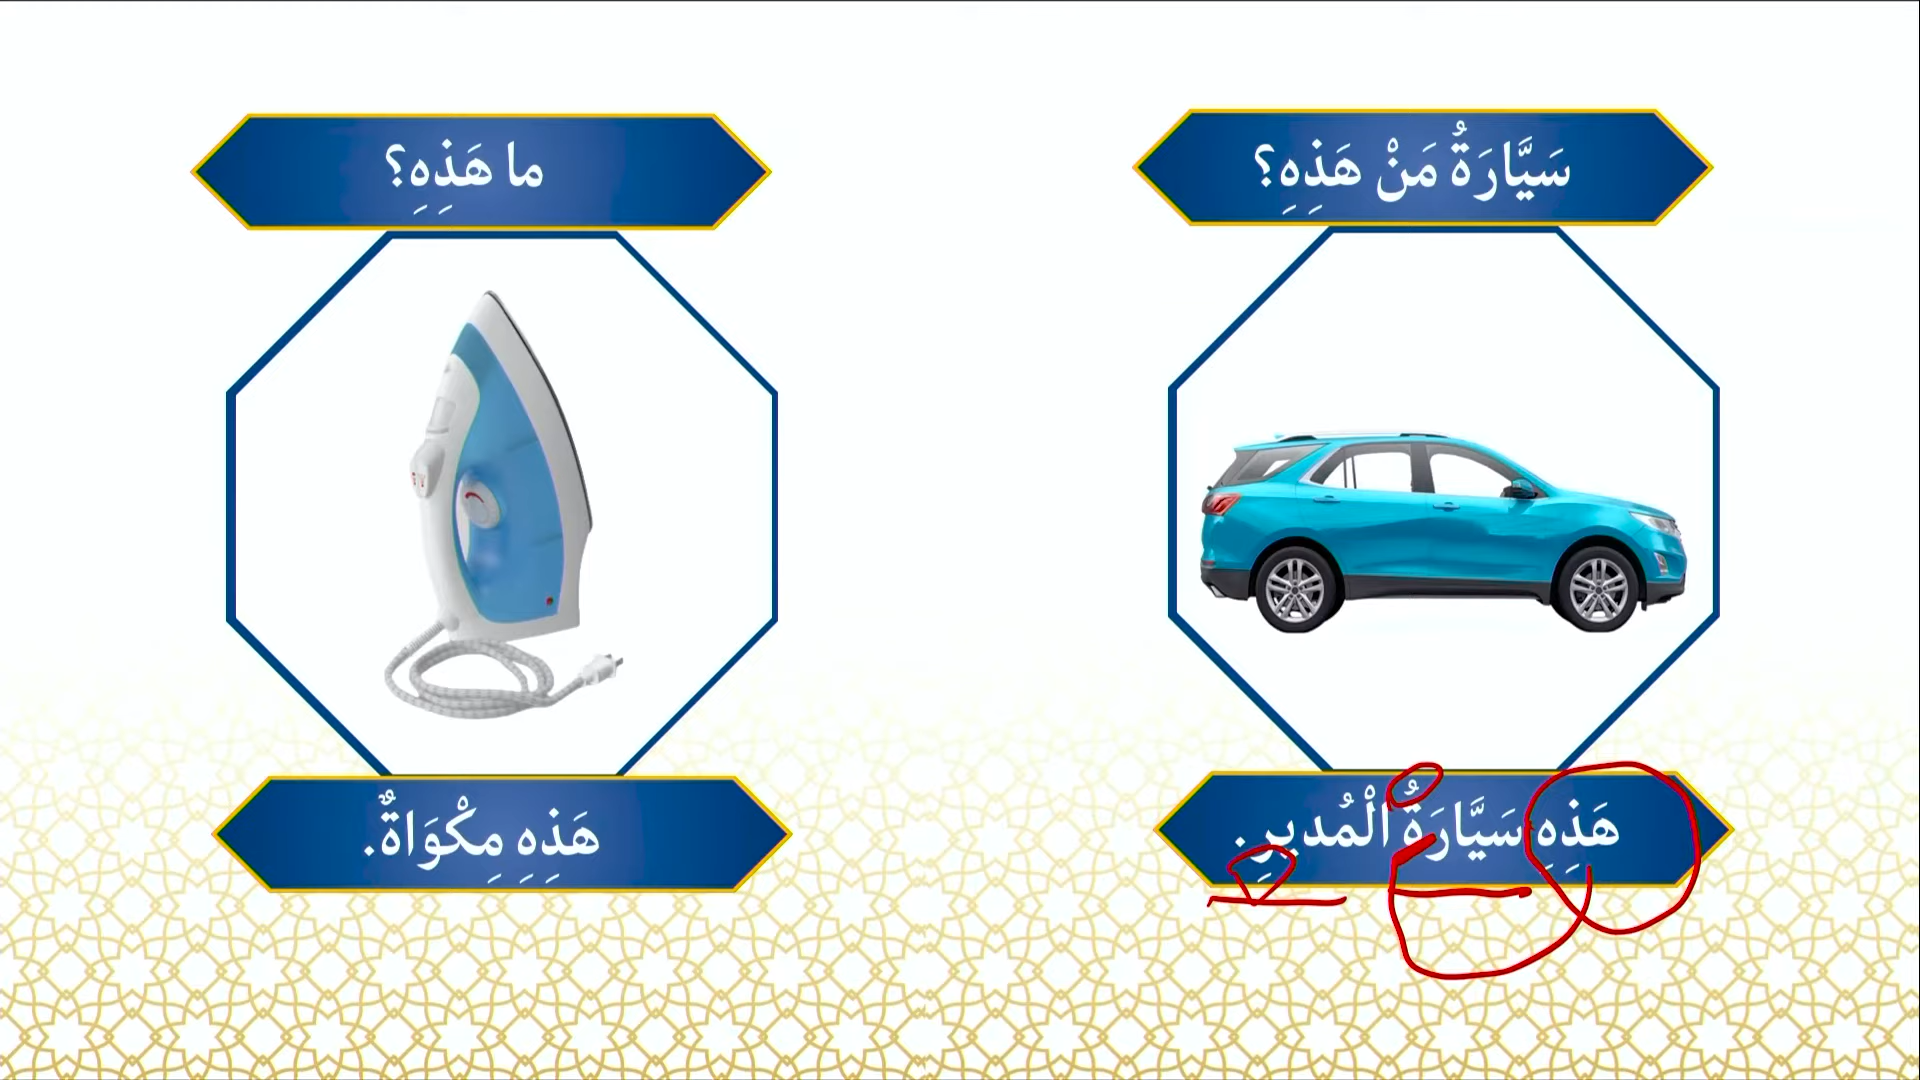 سَيَّارَةُ مَنْ هَذِهِ؟
هَذِهِ سَيَّارَةُ الْمُدِيرِ.
ما هَذِهِ؟
هَذِهِ مِكْوَاةٌ.